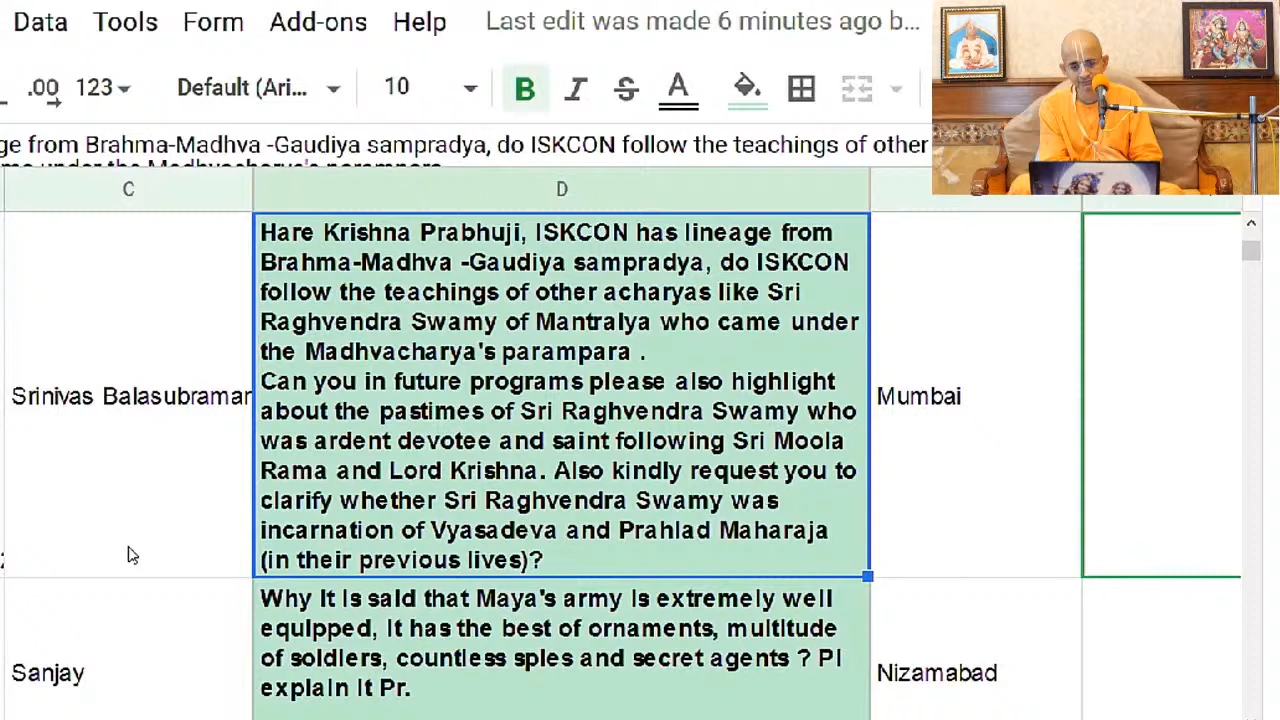 Data Tools Form Add-ons Help Last edit was made 6 minutes ago b...
.00 123 Default (Ari... 10 B I S A
ge from Brahma-Madhva -Gaudiya sampradya, do ISKCON follow the teachings of other
C D
Hare Krishna Prabhuji, ISKCON has lineage from
Brahma-Madhva -Gaudiya sampradya, do ISKCON
follow the teachings of other acharyas like Sri
Raghvendra Swamy of Mantralya who came under
the Madhvacharya's parampara .
Can you in future programs please also highlight
about the pastimes of Sri Raghvendra Swamy who
was ardent devotee and saint following Sri Moola
Rama and Lord Krishna. Also kindly request you to
clarify whether Sri Raghvendra Swamy was
incarnation of Vyasadeva and Prahlad Maharaja
(in their previous lives)?
Srinivas Balasubraman
Mumbai
Why It Is said that Maya's army Is extremely well
equipped, It has the best of ornaments, multitude
of soldiers, countless spies and secret agents ? Pl
explain It Pr.
Sanjay
Nizamabad